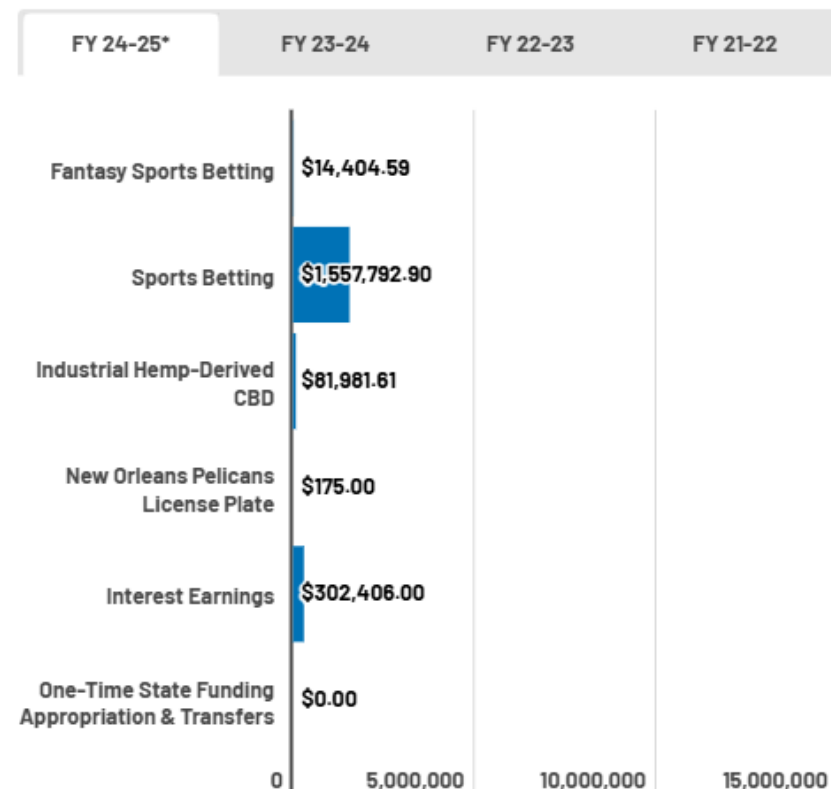 FY 24-25*
FY 23-24
FY 22-23
FY 21-22
Fantasy Sports Betting
$14,404.59
Sports Betting
$1,557,792.90
Industrial Hemp-Derived
CBD
$81,981.61
New Orleans Pelicans
License Plate
$175.00
Interest Earnings
$302,406.00
One-Time State Funding
Appropriation & Transfers
$0.00
0
5,000,000
10,000,000
15,000,000